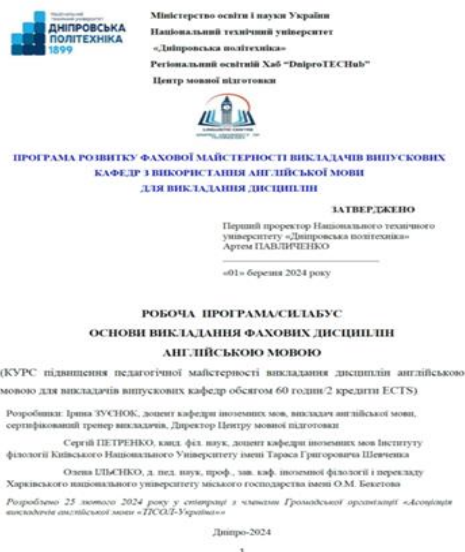 НАЦІОНАЛЬНИЙ
ТЕХНІЧНИЙ УНІВЕРСИТЕТ
ДНІПРОВСЬКА
ПОЛІТЕХНІКА
1899
Міністерство освіти і науки України
Національний технічний університет
«Дніпровська політехніка»
Регіональний освітній Хаб “DniproTECHub”
Центр мовної підготовки
LINGUISTIC CENTRE
ПРОГРАМА РОЗВИТКУ ФАХОВОЇ МАЙСТЕРНОСТІ ВИКЛАДАЧІВ ВИПУСКОВИХ
КАФЕДР З ВИКОРИСТАННЯ АНГЛІЙСЬКОЇ МОВИ
ДЛЯ ВИКЛАДАННЯ ДИСЦИПЛІН
ЗАТВЕРДЖЕНО
Перший проректор Національного технічного
університету «Дніпровська політехніка»
Артем ПАВЛИЧЕНКО
«01» березня 2024 року
РОБОЧА ПРОГРАМА/СИЛАБУС
ОСНОВИ ВИКЛАДАННЯ ФАХОВИХ ДИСЦИПЛІН
АНГЛІЙСЬКОЮ МОВОЮ
(КУРС підвищення педагогічної майстерності викладання дисциплін англійською
мовою для викладачів випускових кафедр обсягом 60 годин/2 кредити ECTS)
Розробники: Ірина ЗУЄНОК, доцент кафедри іноземних мов, викладач англійської мови,
сертифікований тренер викладачів, Директор Центру мовної підготовки
Сергій ПЕТРЕНКО, канд. філ. наук, доцент кафедри іноземних мов Інституту
філології Київського Національного Університету імені Тараса Григоровича Шевченка
Олена ІЛЬЄНКО, д. пед. наук, проф., зав. каф. іноземної філології і перекладу
Харківського національного університету міського господарства імені О.М. Бекетова
Розроблено 25 лютого 2024 року у співпраці з членами Громадської організації «Асоціація
викладачів англійської мови «ТІСОЛ-Україна»»
Дніпро-2024
1